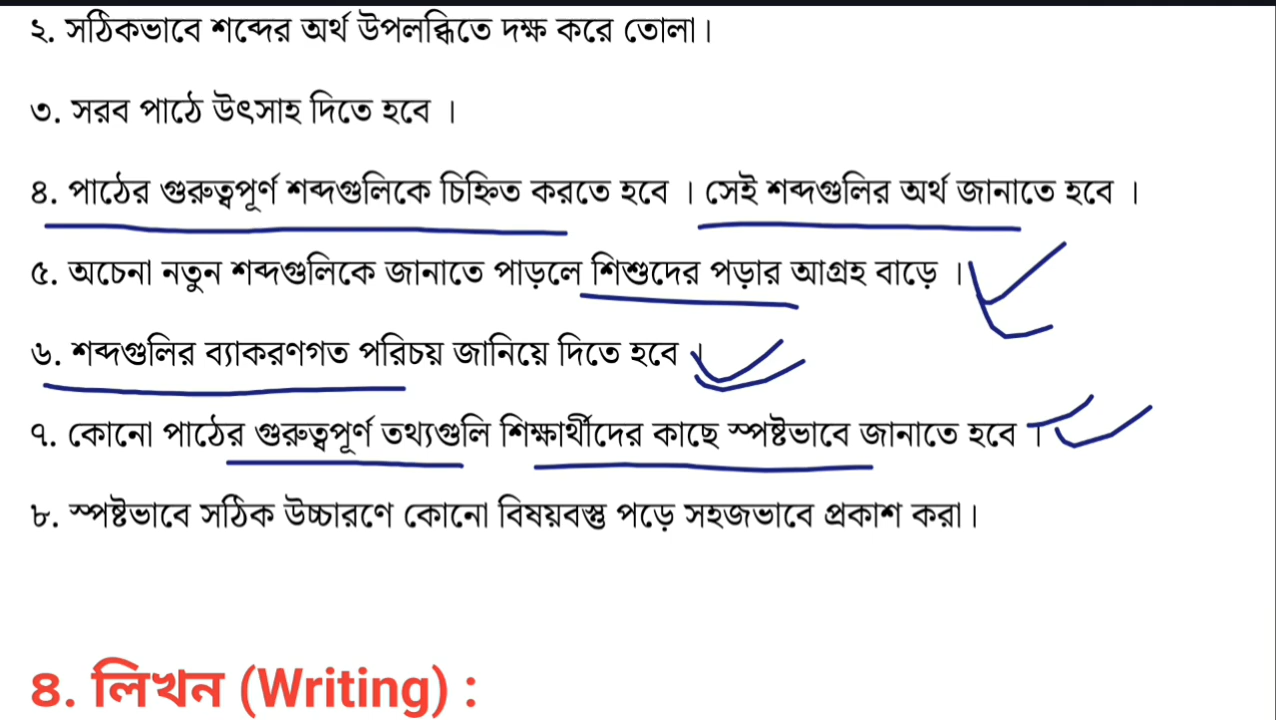 ২. সঠিকভাবে শব্দের অর্থ উপলব্ধিতে দক্ষ করে তোলা।
৩. সরব পাঠে উৎসাহ দিতে হবে ।
৪. পাঠের গুরুত্বপূর্ণ শব্দগুলিকে চিহ্নিত করতে হবে । সেই শব্দগুলির অর্থ জানাতে হবে ।
৫. অচেনা নতুন শব্দগুলিকে জানাতে পাড়লে শিশুদের পড়ার আগ্রহ বাড়ে ।
৬. শব্দগুলির ব্যাকরণগত পরিচয় জানিয়ে দিতে হবে ।
৭. কোনো পাঠের গুরুত্বপূর্ণ তথ্যগুলি শিক্ষার্থীদের কাছে স্পষ্টভাবে জানাতে হবে ।
৮. স্পষ্টভাবে সঠিক উচ্চারণে কোনো বিষয়বস্তু পড়ে সহজভাবে প্রকাশ করা।
৪. লিখন (Writing) :